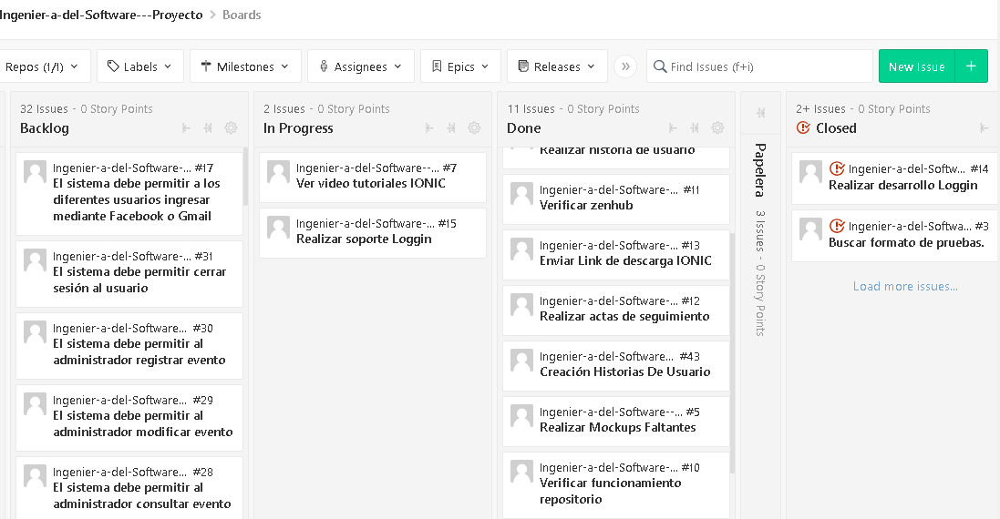 Ingenier-a-del-Software---Proyecto > Boards
Repos (1/1)
Labels
Milestones
Assignees
Epics
Releases
»
Find Issues (f+i)
New Issue +
32 Issues - 0 Story Points
Backlog
Ingenier-a-del-Software-... #17
El sistema debe permitir a los
diferentes usuarios ingresar
mediante Facebook o Gmail
Ingenier-a-del-Software... #31
El sistema debe permitir cerrar
sesión al usuario
Ingenier-a-del-Software... #30
El sistema debe permitir al
administrador registrar evento
Ingenier-a-del-Software... #29
El sistema debe permitir al
administrador modificar evento
Ingenier-a-del-Software... #28
El sistema debe permitir al
administrador consultar evento
2 Issues - 0 Story Points
In Progress
Ingenier-a-del-Software--... #7
Ver video tutoriales IONIC
Ingenier-a-del-Software-... #15
Realizar soporte Loggin
11 Issues - 0 Story Points
Done
Realizar historia de usuario
Ingenier-a-del-Software-... #11
Verificar zenhub
Ingenier-a-del-Software-... #13
Enviar Link de descarga IONIC
Ingenier-a-del-Software-... #12
Realizar actas de seguimiento
Ingenier-a-del-Software... #43
Creación Historias De Usuario
Ingenier-a-del-Software--... #5
Realizar Mockups Faltantes
Ingenier-a-del-Software-... #10
Verificar funcionamiento
repositorio
Papelera 3 Issues - 0 Story Points
2+ Issues - 0 Story Points
Closed
Ingenier-a-del-Softw... #14
Realizar desarrollo Loggin
Ingenier-a-del-Softwa... #3
Buscar formato de pruebas.
Load more issues...